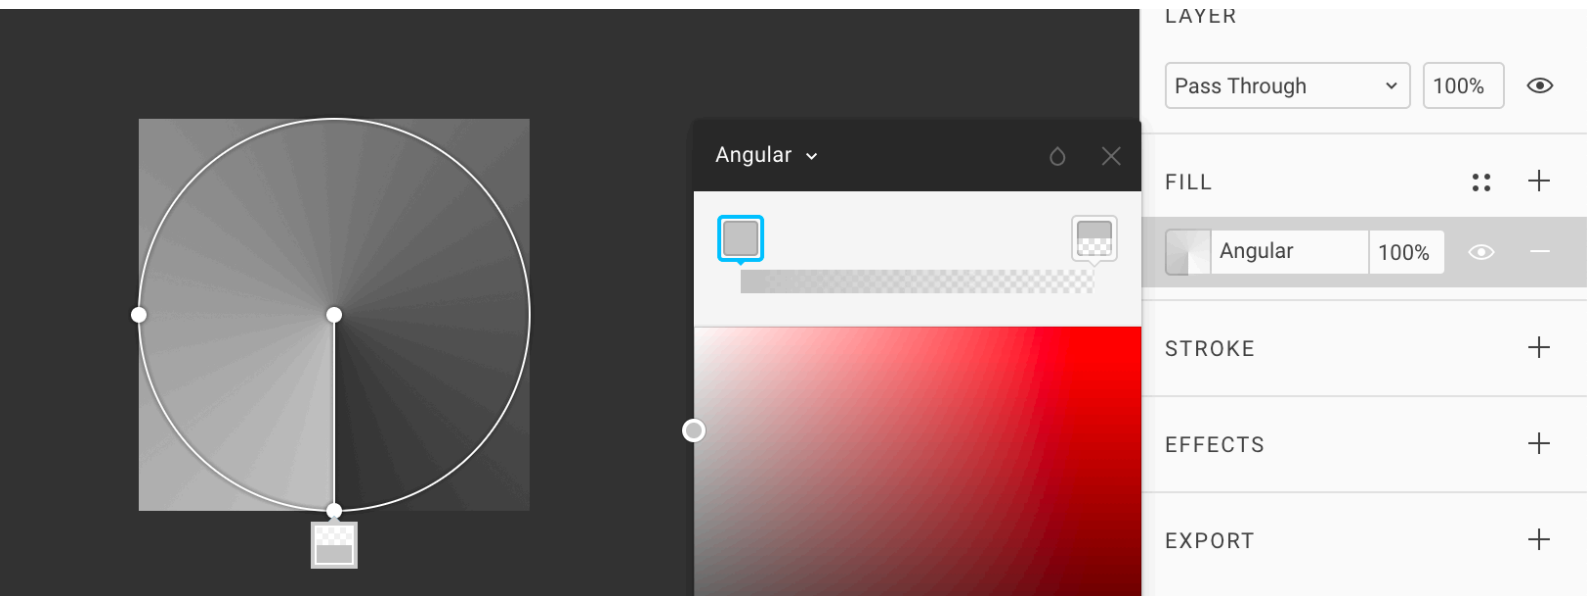 LAYER
Pass Through
100%
Angular
FILL
Angular
100%
STROKE
EFFECTS
EXPORT